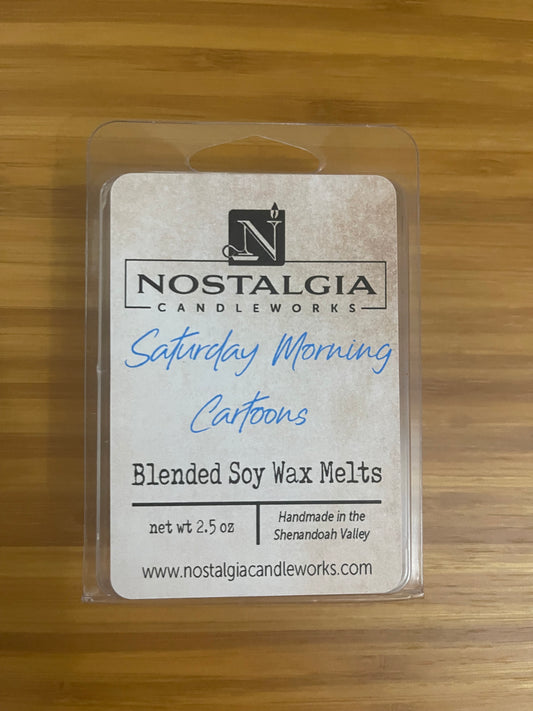 N
NOSTALGIA
CANDLEWORKS
Saturday Morning
Cartoons
Blended Soy Wax Melts
net wt 2.5 oz
Handmade in the
Shenandoah Valley
www.nostalgiacandleworks.com